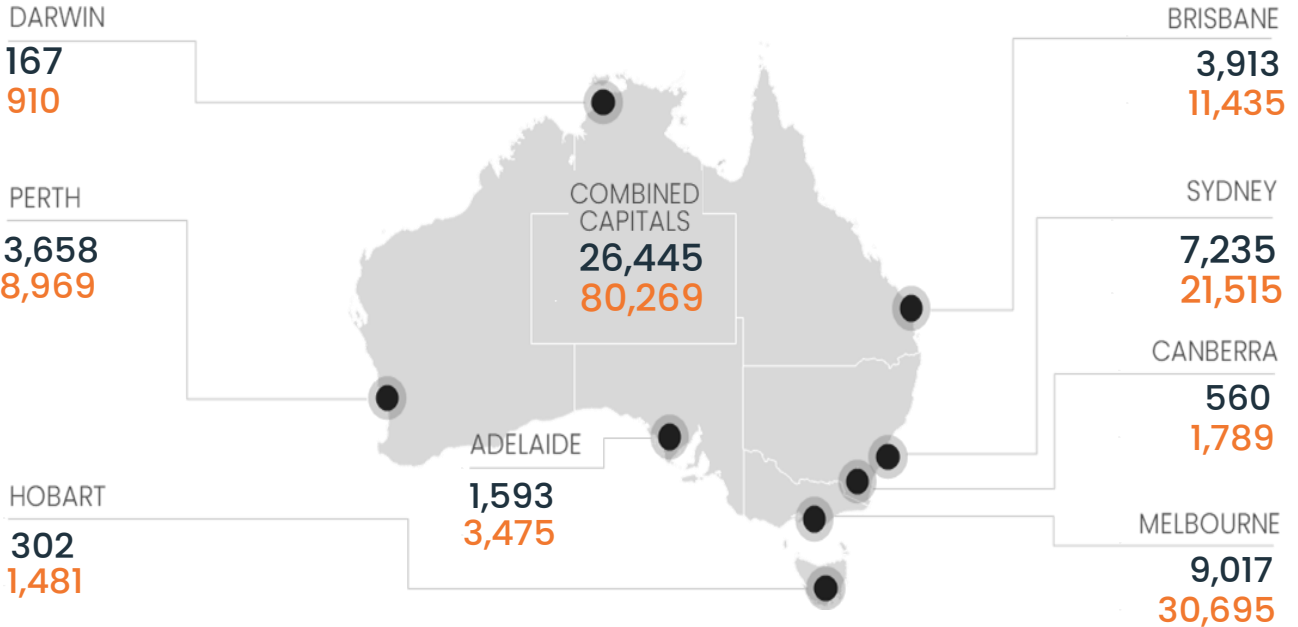 DARWIN
167
910
PERTH
3,658
8,969
HOBART
302
1,481
COMBINED
CAPITALS
26,445
80,269
ADELAIDE
1,593
3,475
BRISBANE
3,913
11,435
SYDNEY
7,235
21,515
CANBERRA
560
1,789
MELBOURNE
9,017
30,695